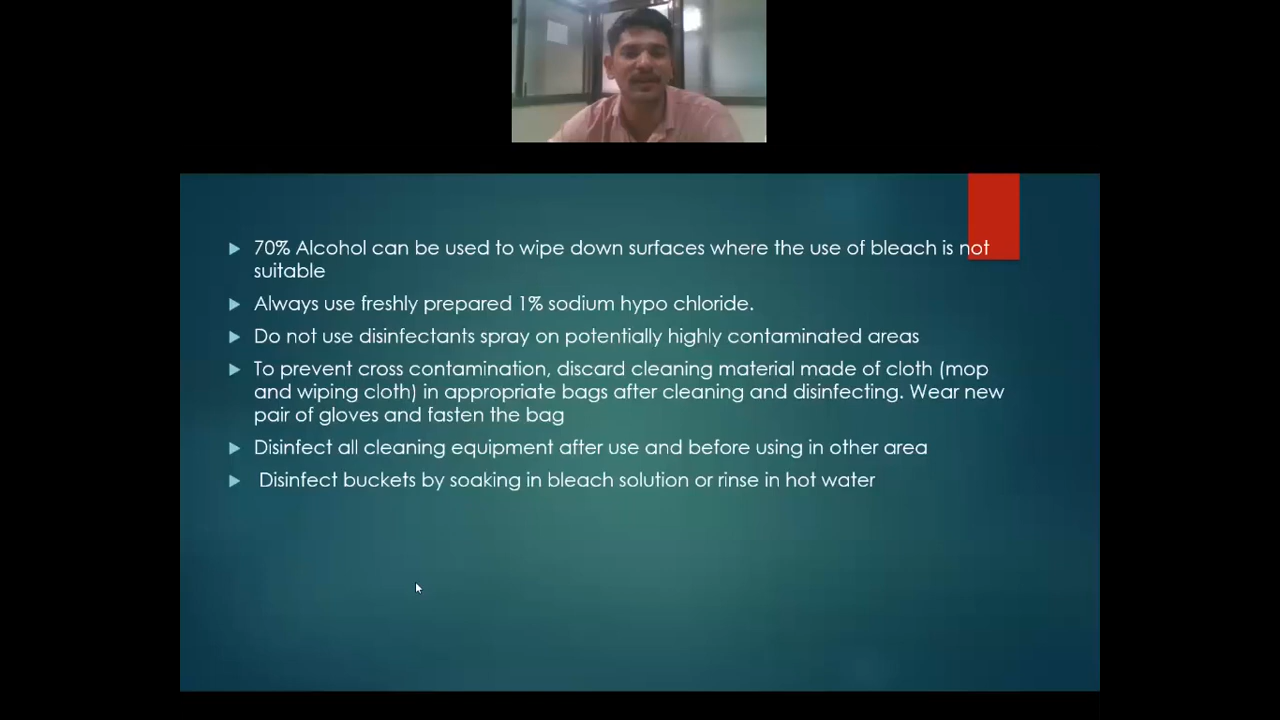 70% Alcohol can be used to wipe down surfaces where the use of bleach is not
suitable
Always use freshly prepared 1% sodium hypo chloride.
Do not use disinfectants spray on potentially highly contaminated areas
To prevent cross contamination, discard cleaning material made of cloth (mop
and wiping cloth) in appropriate bags after cleaning and disinfecting. Wear new
pair of gloves and fasten the bag
Disinfect all cleaning equipment after use and before using in other area
Disinfect buckets by soaking in bleach solution or rinse in hot water